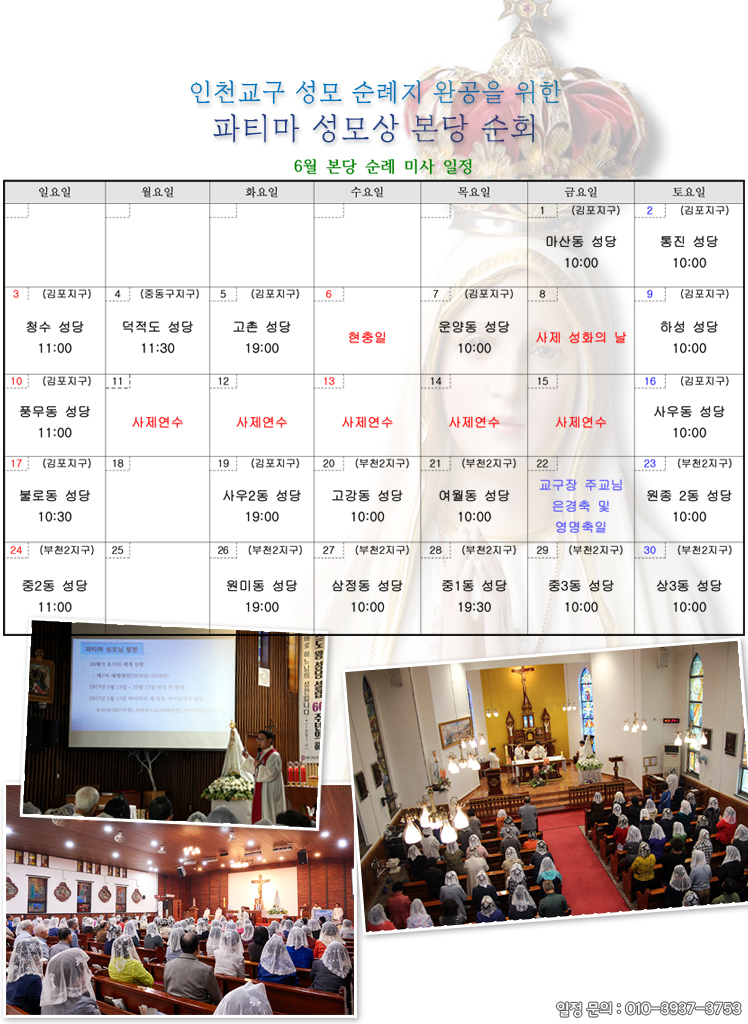 인천교구 성모 순례지 완공을 위한
파티마 성모상 본당 순회
6월 본당 순례 미사 일정
일요일 월요일 화요일 수요일 목요일 금요일 토요일
1 (김포지구) 2 (김포지구)
마산동 성당 통진 성당
10:00 10:00
3 (김포지구) 4 (중동구지구) 5 (김포지구) 6 7 (김포지구) 8 9 (김포지구)
청수 성당 덕적도 성당 고촌 성당 현충일 운양동 성당 사제 성화의 날 하성 성당
11:00 11:30 19:00 10:00 10:00
10 (김포지구) 11 12 13 14 15 16 (김포지구)
풍무동 성당 사제연수 사제연수 사제연수 사제연수 사제연수 사우동 성당
11:00 10:00
17 (김포지구) 18 19 (김포지구) 20 (부천2지구) 21 (부천2지구) 22 23 (부천2지구)
불로동 성당 사우2동 성당 고강동 성당 여월동 성당 교구장 주교님 원종 2동 성당
10:30 19:00 10:00 10:00 은경축 및 10:00
영명축일
24 (부천2지구) 25 26 (부천2지구) 27 (부천2지구) 28 (부천2지구) 29 (부천2지구) 30 (부천2지구)
중2동 성당 원미동 성당 삼정동 성당 중1동 성당 중3동 성당 상3동 성당
11:00 19:00 10:00 19:30 10:00 10:00
파티마 성모님 발현
일정 문의 : 010-3937-3753